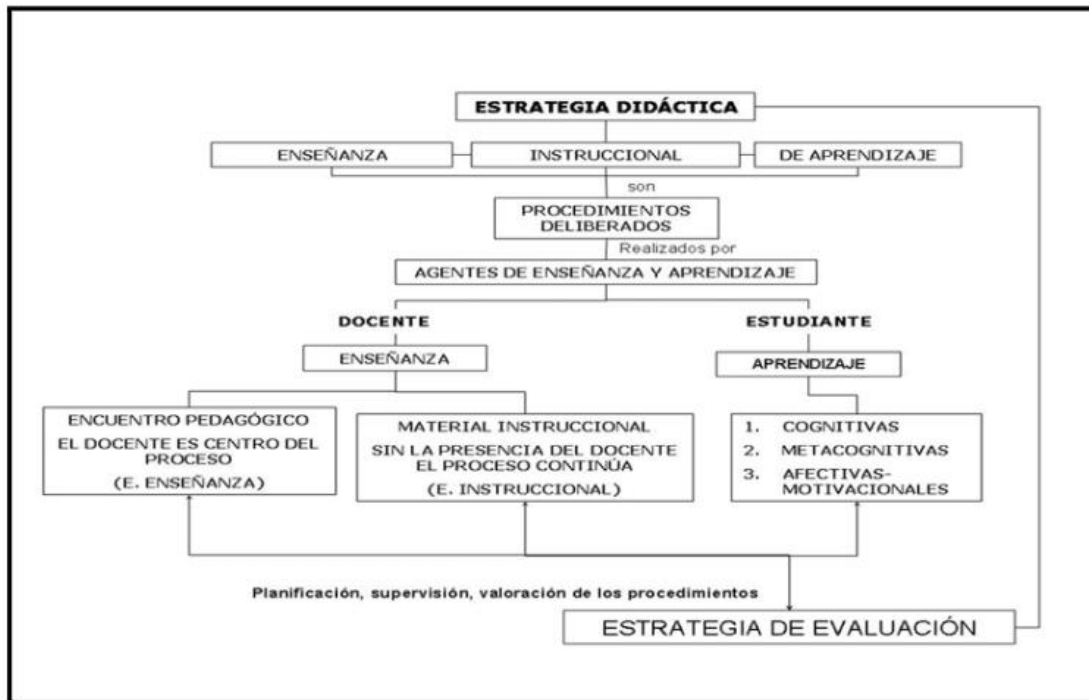 ESTRATEGIA DIDÁCTICA
ENSEÑANZA
INSTRUCCIONAL
DE APRENDIZAJE
son
PROCEDIMIENTOS
DELIBERADOS
Realizados por
AGENTES DE ENSEÑANZA Y APRENDIZAJE
DOCENTE
ESTUDIANTE
ENSEÑANZA
APRENDIZAJE
ENCUENTRO PEDAGÓGICO
EL DOCENTE ES CENTRO DEL
PROCESO
(E. ENSEÑANZA)
MATERIAL INSTRUCCIONAL
SIN LA PRESENCIA DEL DOCENTE
EL PROCESO CONTINÚA
(E. INSTRUCCIONAL)
1. COGNITIVAS
2. METACOGNITIVAS
3. AFECTIVAS-
MOTIVACIONALES
Planificación, supervisión, valoración de los procedimientos
ESTRATEGIA DE EVALUACIÓN